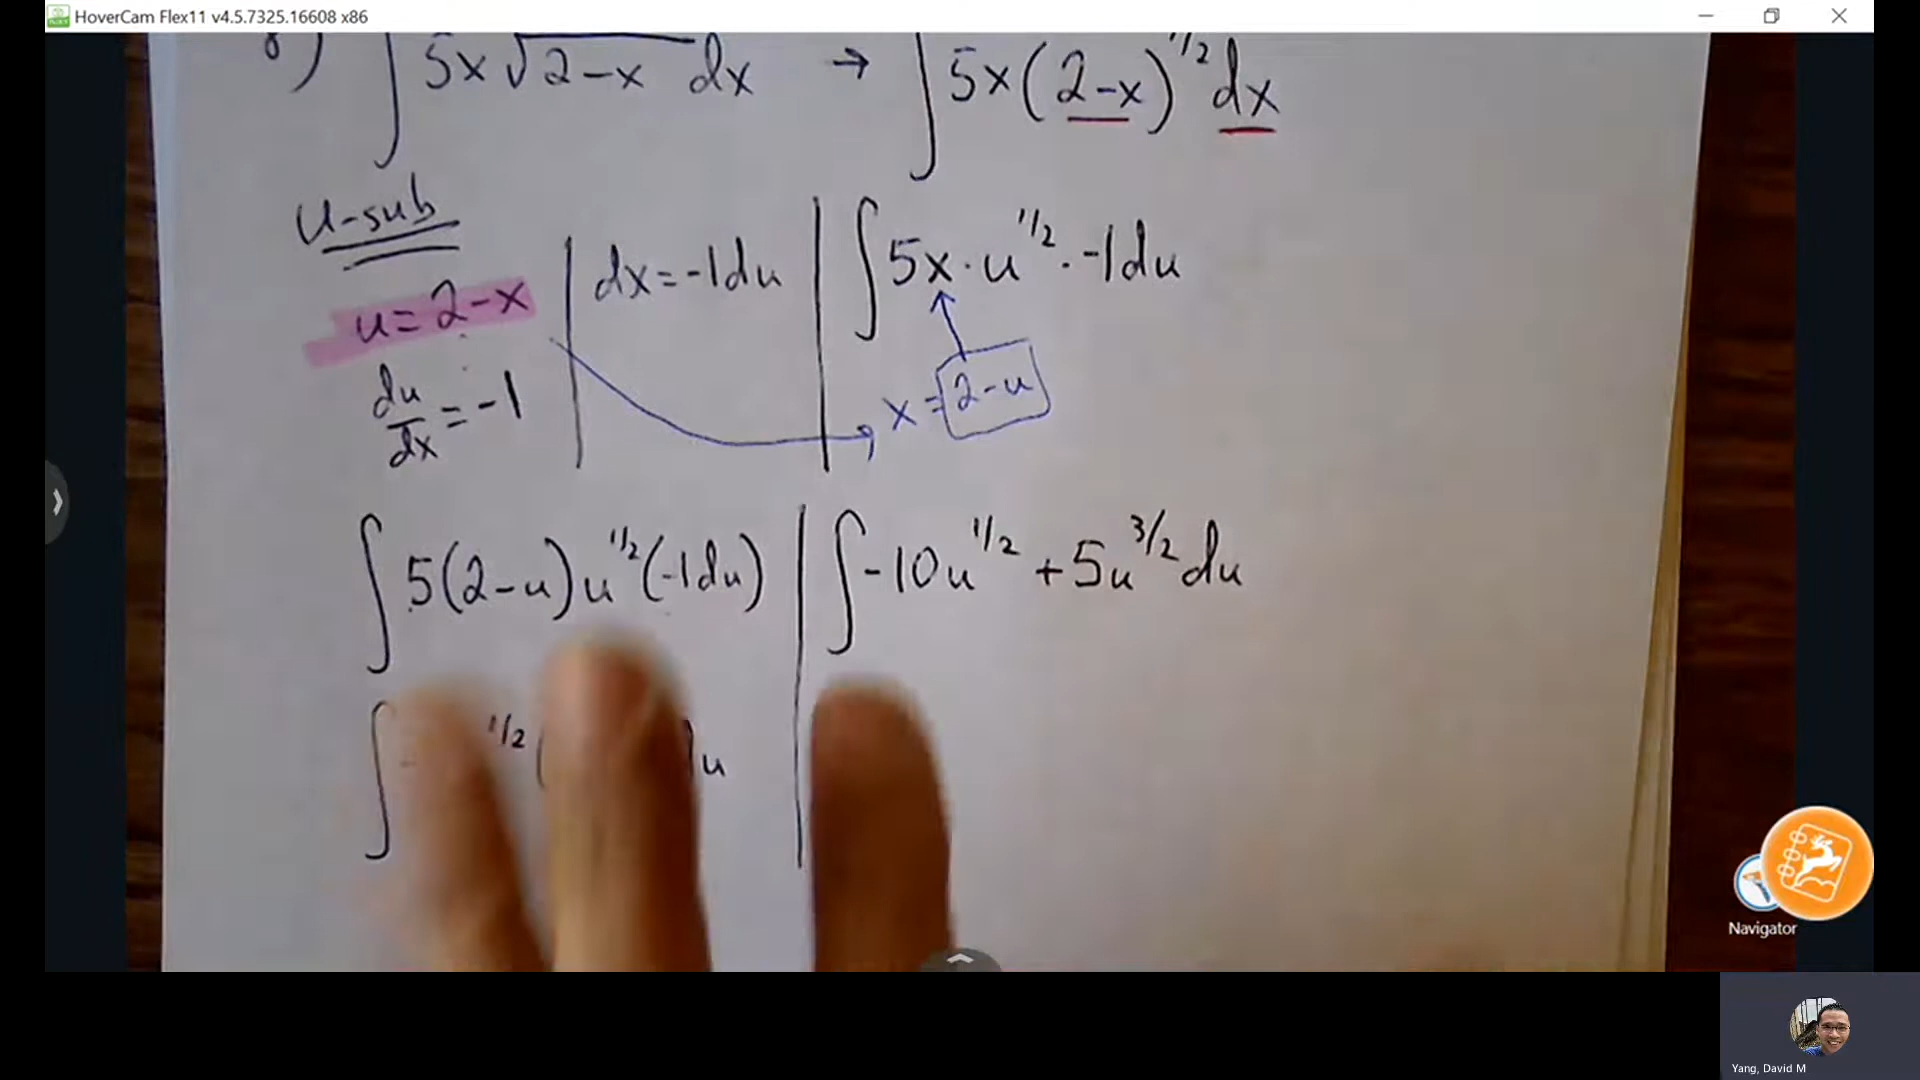 HoverCam Flex11 v4.5.7325.16608 x86
8) ∫ 5x√2-x dx → ∫ 5x(2-x)^1/2 dx
u-sub
u = 2-x
du/dx = -1
dx = -1du
∫ 5x · u^1/2 · -1du
x = 2-u
∫ 5(2-u)u^1/2(-1du)
∫ -10u^1/2 + 5u^3/2 du
∫ - ^1/2 ( du
Navigator
Yang, David M